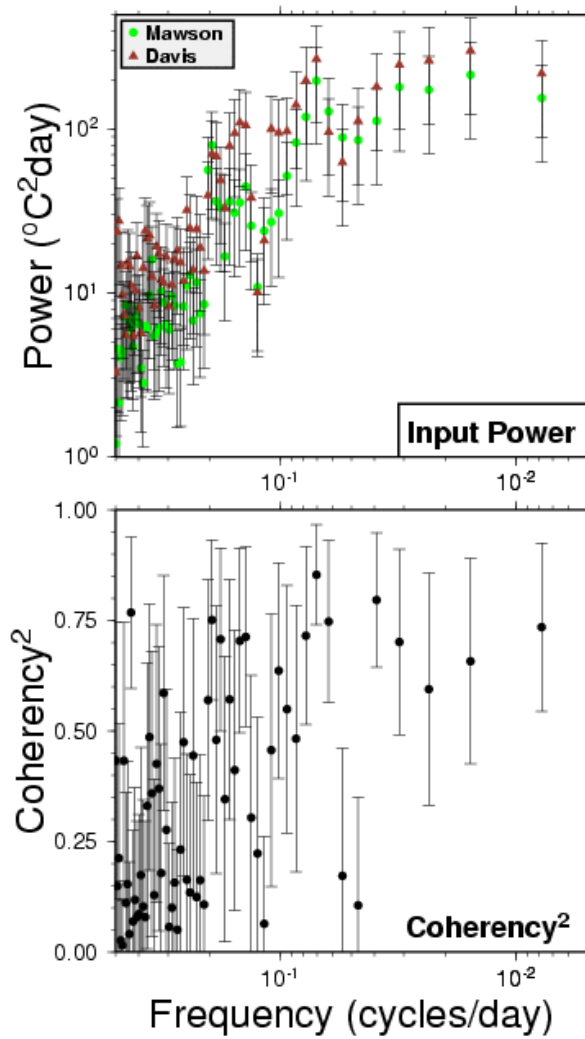 Mawson
Davis
Power (°C²day)
10²
10¹
10⁰
Input Power
10⁻¹
10⁻²
1.00
0.75
0.50
0.25
0.00
Coherency²
Coherency²
10⁻¹
10⁻²
Frequency (cycles/day)